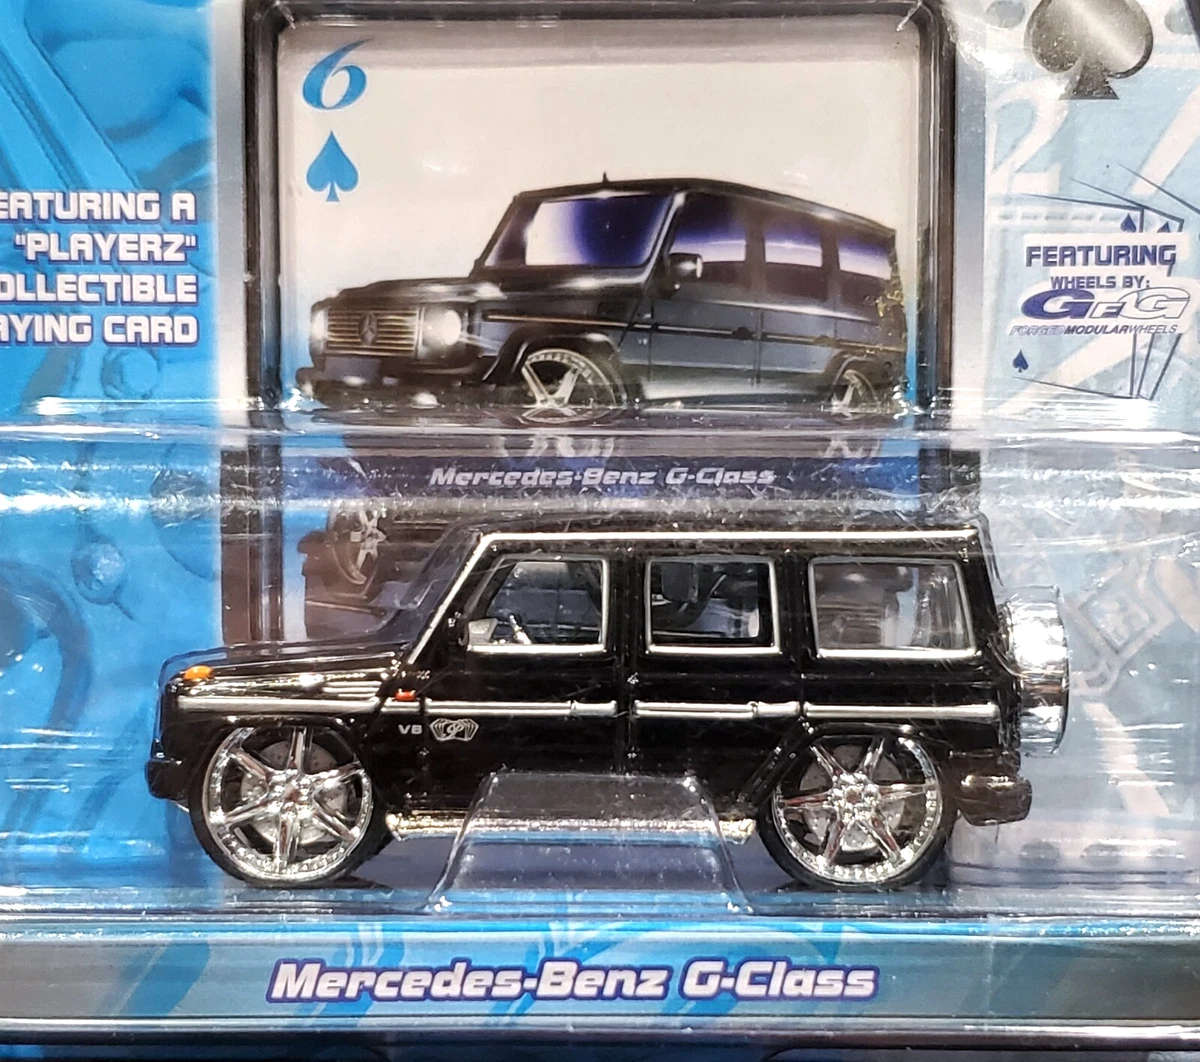 6
EATURING A
"PLAYERZ"
OLLECTIBLE
AYING CARD
2
FEATURING
WHEELS BY:
GFG
FORGED MODULAR WHEELS
Mercedes-Benz G-Class
V8
Mercedes-Benz G-Class